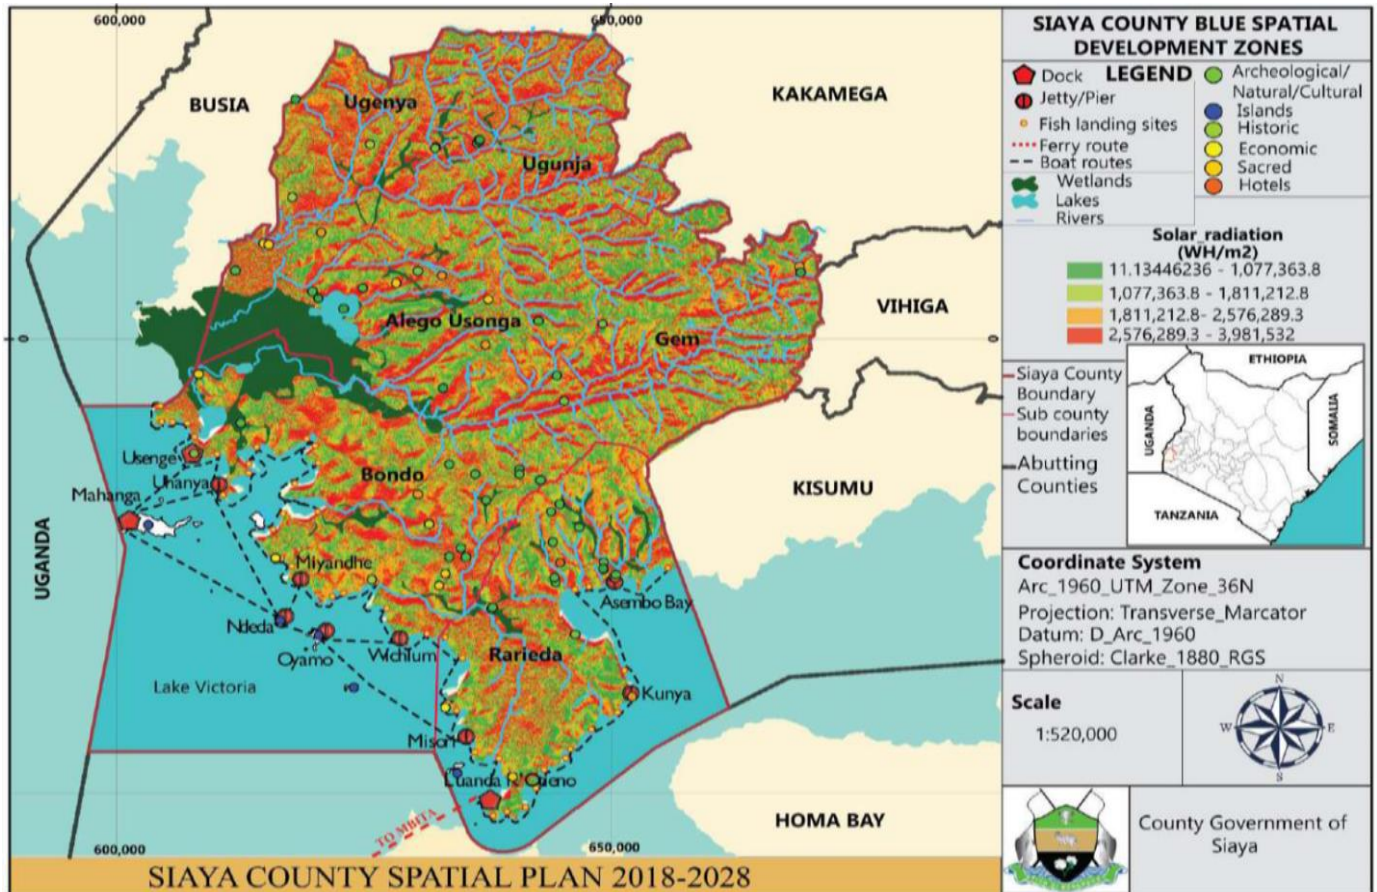 600,000
650,000
BUSIA
KAKAMEGA
Ugenya
Ugunja
VIHIGA
Alego Usonga
Gem
0
0
Usenge
Uhanya
Mahanga
Bondo
KISUMU
UGANDA
Miyandhe
Asembo Bay
Ndeda
Oyamo
Wichlum
Rarieda
Lake Victoria
Kunya
Misori
Luanda K'Otieno
TO MBITA
HOMA BAY
600,000
650,000
SIAYA COUNTY SPATIAL PLAN 2018-2028
SIAYA COUNTY BLUE SPATIAL
DEVELOPMENT ZONES
LEGEND
Dock
Jetty/Pier
Fish landing sites
Ferry route
Boat routes
Wetlands
Lakes
Rivers
Archeological/
Natural/Cultural
Islands
Historic
Economic
Sacred
Hotels
Solar_radiation
(WH/m2)
11.13446236 - 1,077,363.8
1,077,363.8 - 1,811,212.8
1,811,212.8- 2,576,289.3
2,576,289.3 - 3,981,532
Siaya County
Boundary
Sub county
boundaries
Abutting
Counties
ETHIOPIA
UGANDA
SOMALIA
TANZANIA
Coordinate System
Arc_1960_UTM_Zone_36N
Projection: Transverse_Marcator
Datum: D_Arc_1960
Spheroid: Clarke_1880_RGS
Scale
1:520,000
N
W
E
S
County Government of
Siaya